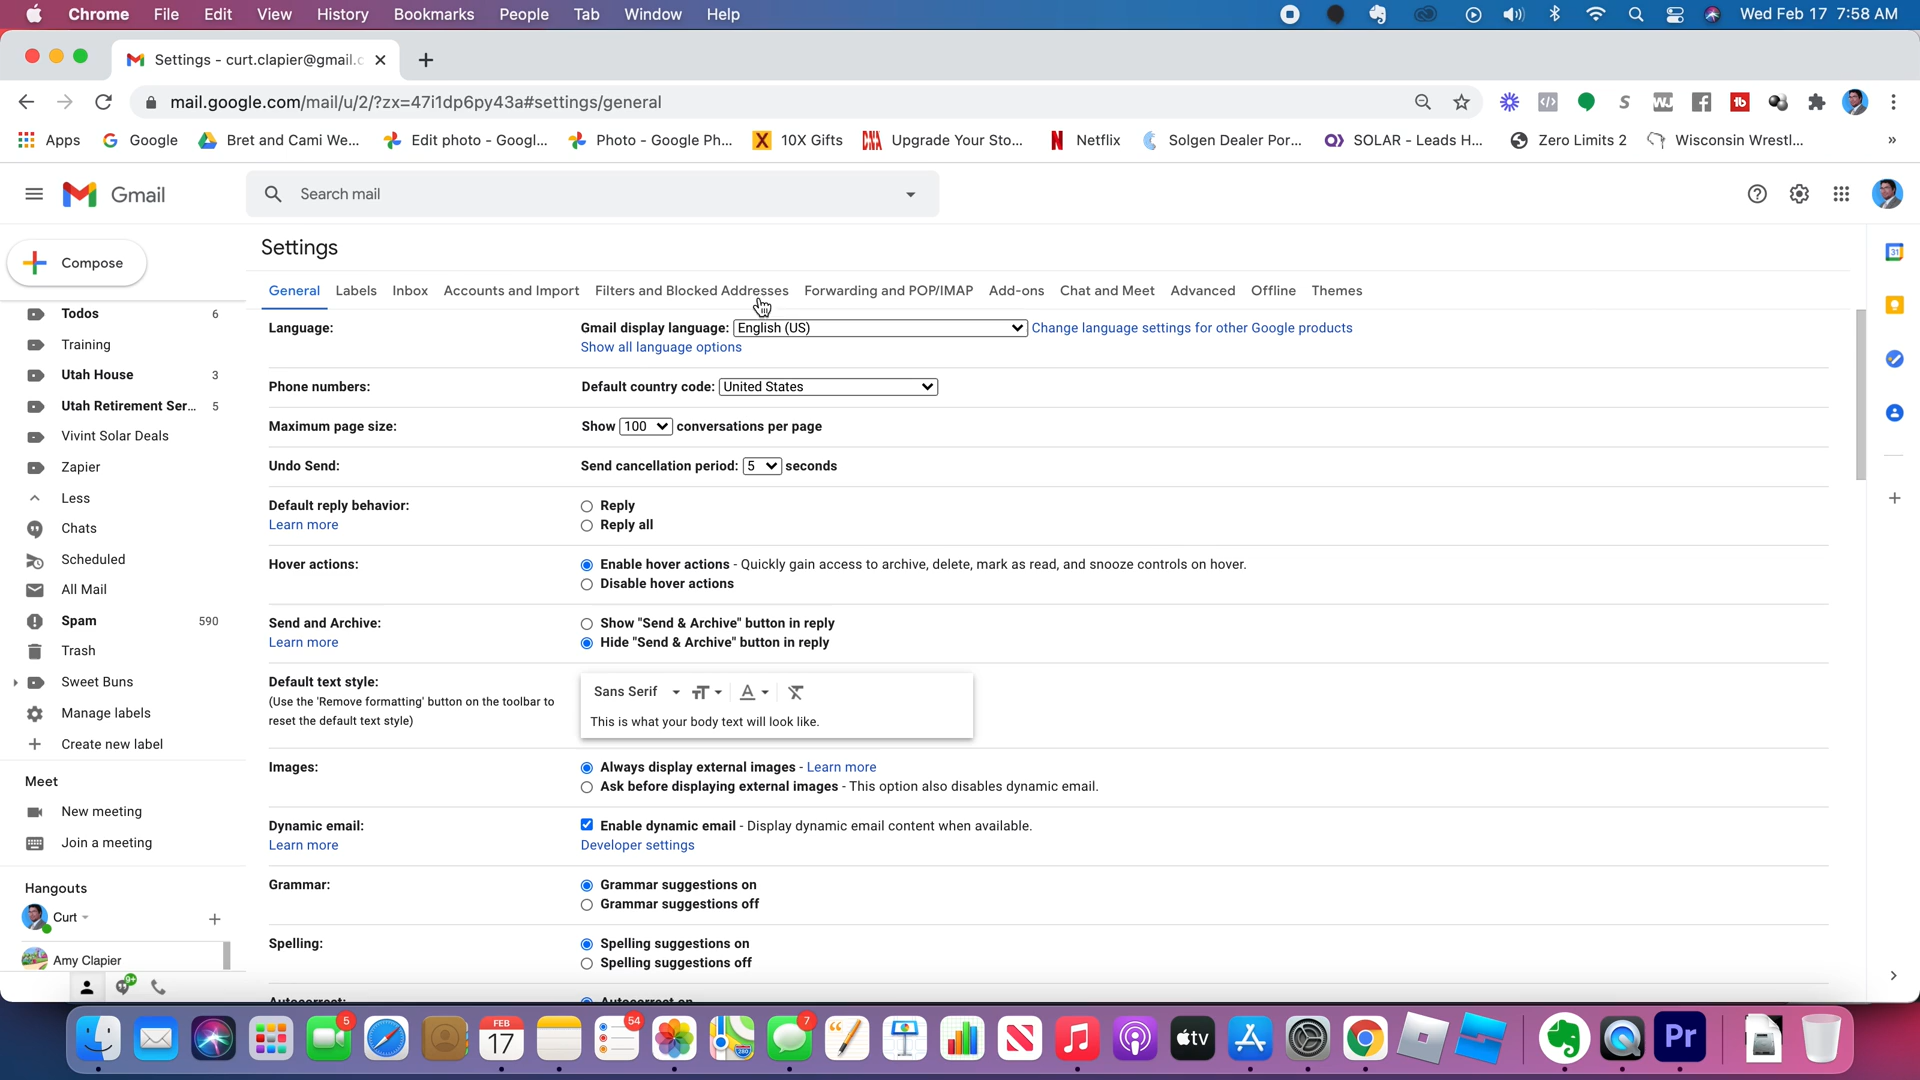 Chrome File Edit View History Bookmarks People Tab Window Help Wed Feb 17 7:58 AM
Settings - curt.clapier@gmail.c
mail.google.com/mail/u/2/?zx=47i1dp6py43a#settings/general
Apps Google Bret and Cami We... Edit photo - Googl... Photo - Google Ph... 10X Gifts Upgrade Your Sto... Netflix Solgen Dealer Por... SOLAR - Leads H... Zero Limits 2 Wisconsin Wrestl... »
Gmail Search mail
Compose
Todos 6
Training
Utah House 3
Utah Retirement Ser... 5
Vivint Solar Deals
Zapier
Less
Chats
Scheduled
All Mail
Spam 590
Trash
Sweet Buns
Manage labels
Create new label
Meet
New meeting
Join a meeting
Hangouts
Curt
Amy Clapier
9+
Settings
General Labels Inbox Accounts and Import Filters and Blocked Addresses Forwarding and POP/IMAP Add-ons Chat and Meet Advanced Offline Themes
Language: Gmail display language: English (US) Change language settings for other Google products
Show all language options
Phone numbers: Default country code: United States
Maximum page size: Show 100 conversations per page
Undo Send: Send cancellation period: 5 seconds
Default reply behavior: Reply
Learn more Reply all
Hover actions: Enable hover actions - Quickly gain access to archive, delete, mark as read, and snooze controls on hover.
Disable hover actions
Send and Archive: Show "Send & Archive" button in reply
Learn more Hide "Send & Archive" button in reply
Default text style:
(Use the 'Remove formatting' button on the toolbar to
reset the default text style)
Sans Serif
This is what your body text will look like.
Images: Always display external images - Learn more
Ask before displaying external images - This option also disables dynamic email.
Dynamic email: Enable dynamic email - Display dynamic email content when available.
Learn more Developer settings
Grammar: Grammar suggestions on
Grammar suggestions off
Spelling: Spelling suggestions on
Spelling suggestions off
Autocorrect: Autocorrect on
31
5 FEB 17 54 7 tv Pr